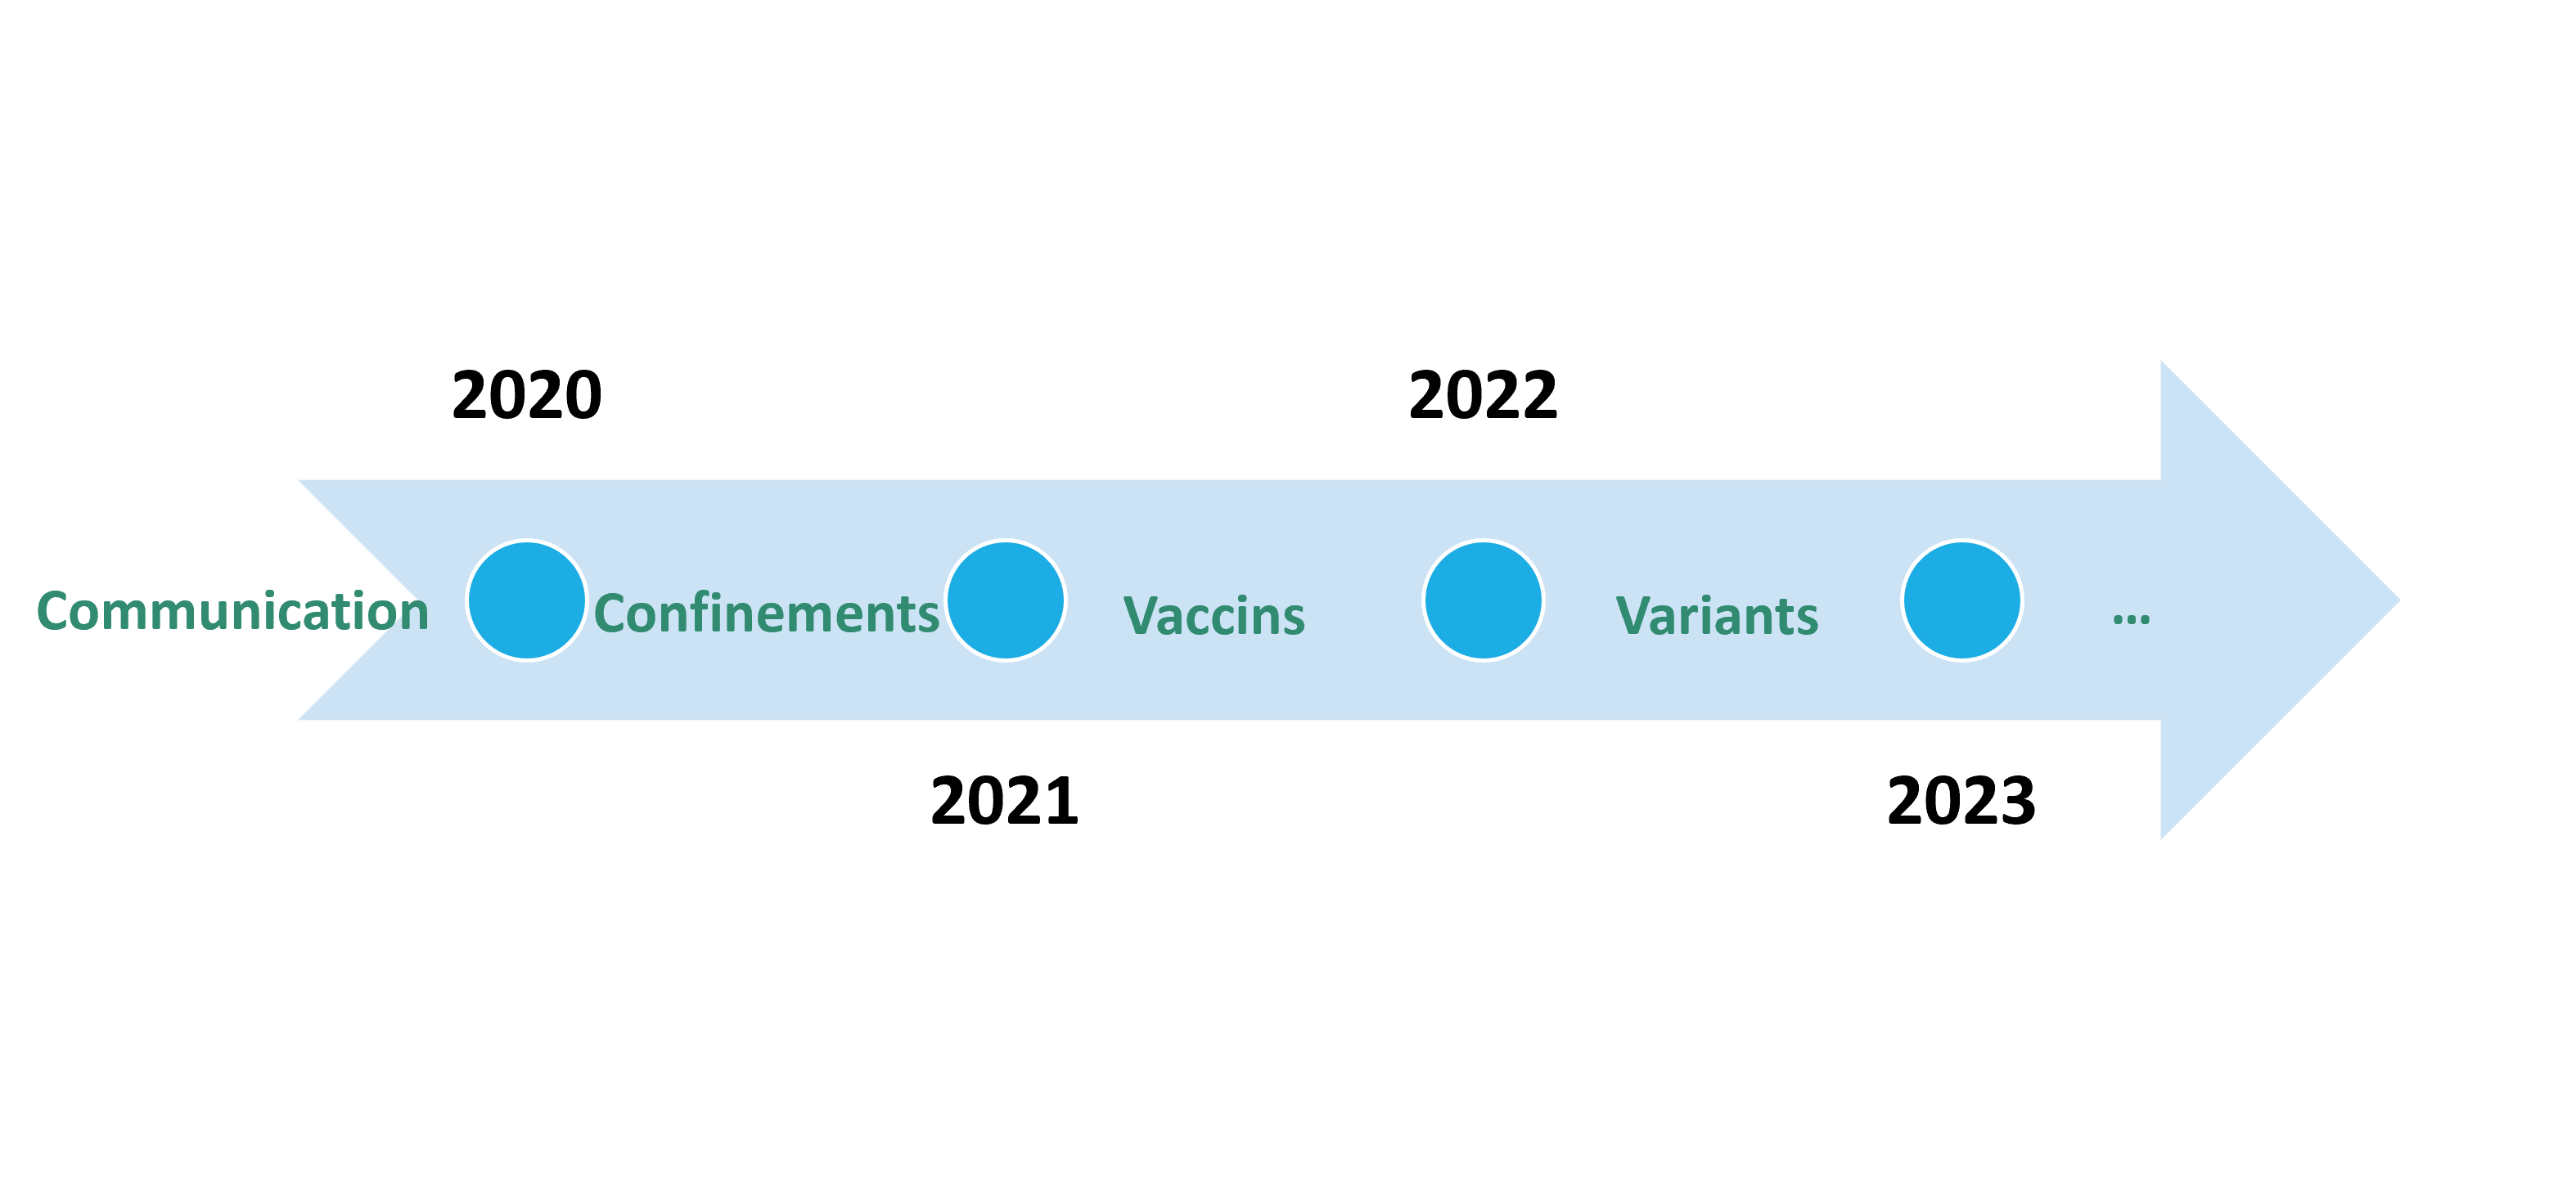 2020
2022
Communication
Confinements
Vaccins
Variants
...
2021
2023